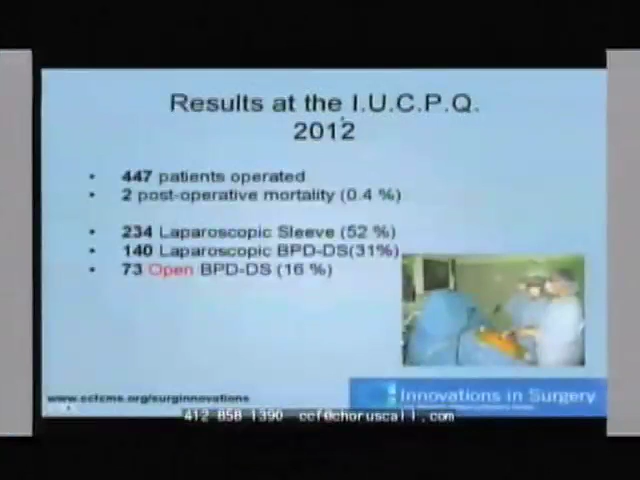 Results at the I.U.C.P.Q.
2012
• 447 patients operated
• 2 post-operative mortality (0.4 %)
• 234 Laparoscopic Sleeve (52 %)
• 140 Laparoscopic BPD-DS(31%)
• 73 Open BPD-DS (16 %)
www.ccfcme.org/surginnovations
Innovations in Surgery
412 858 1390 ccf@choruscall.com